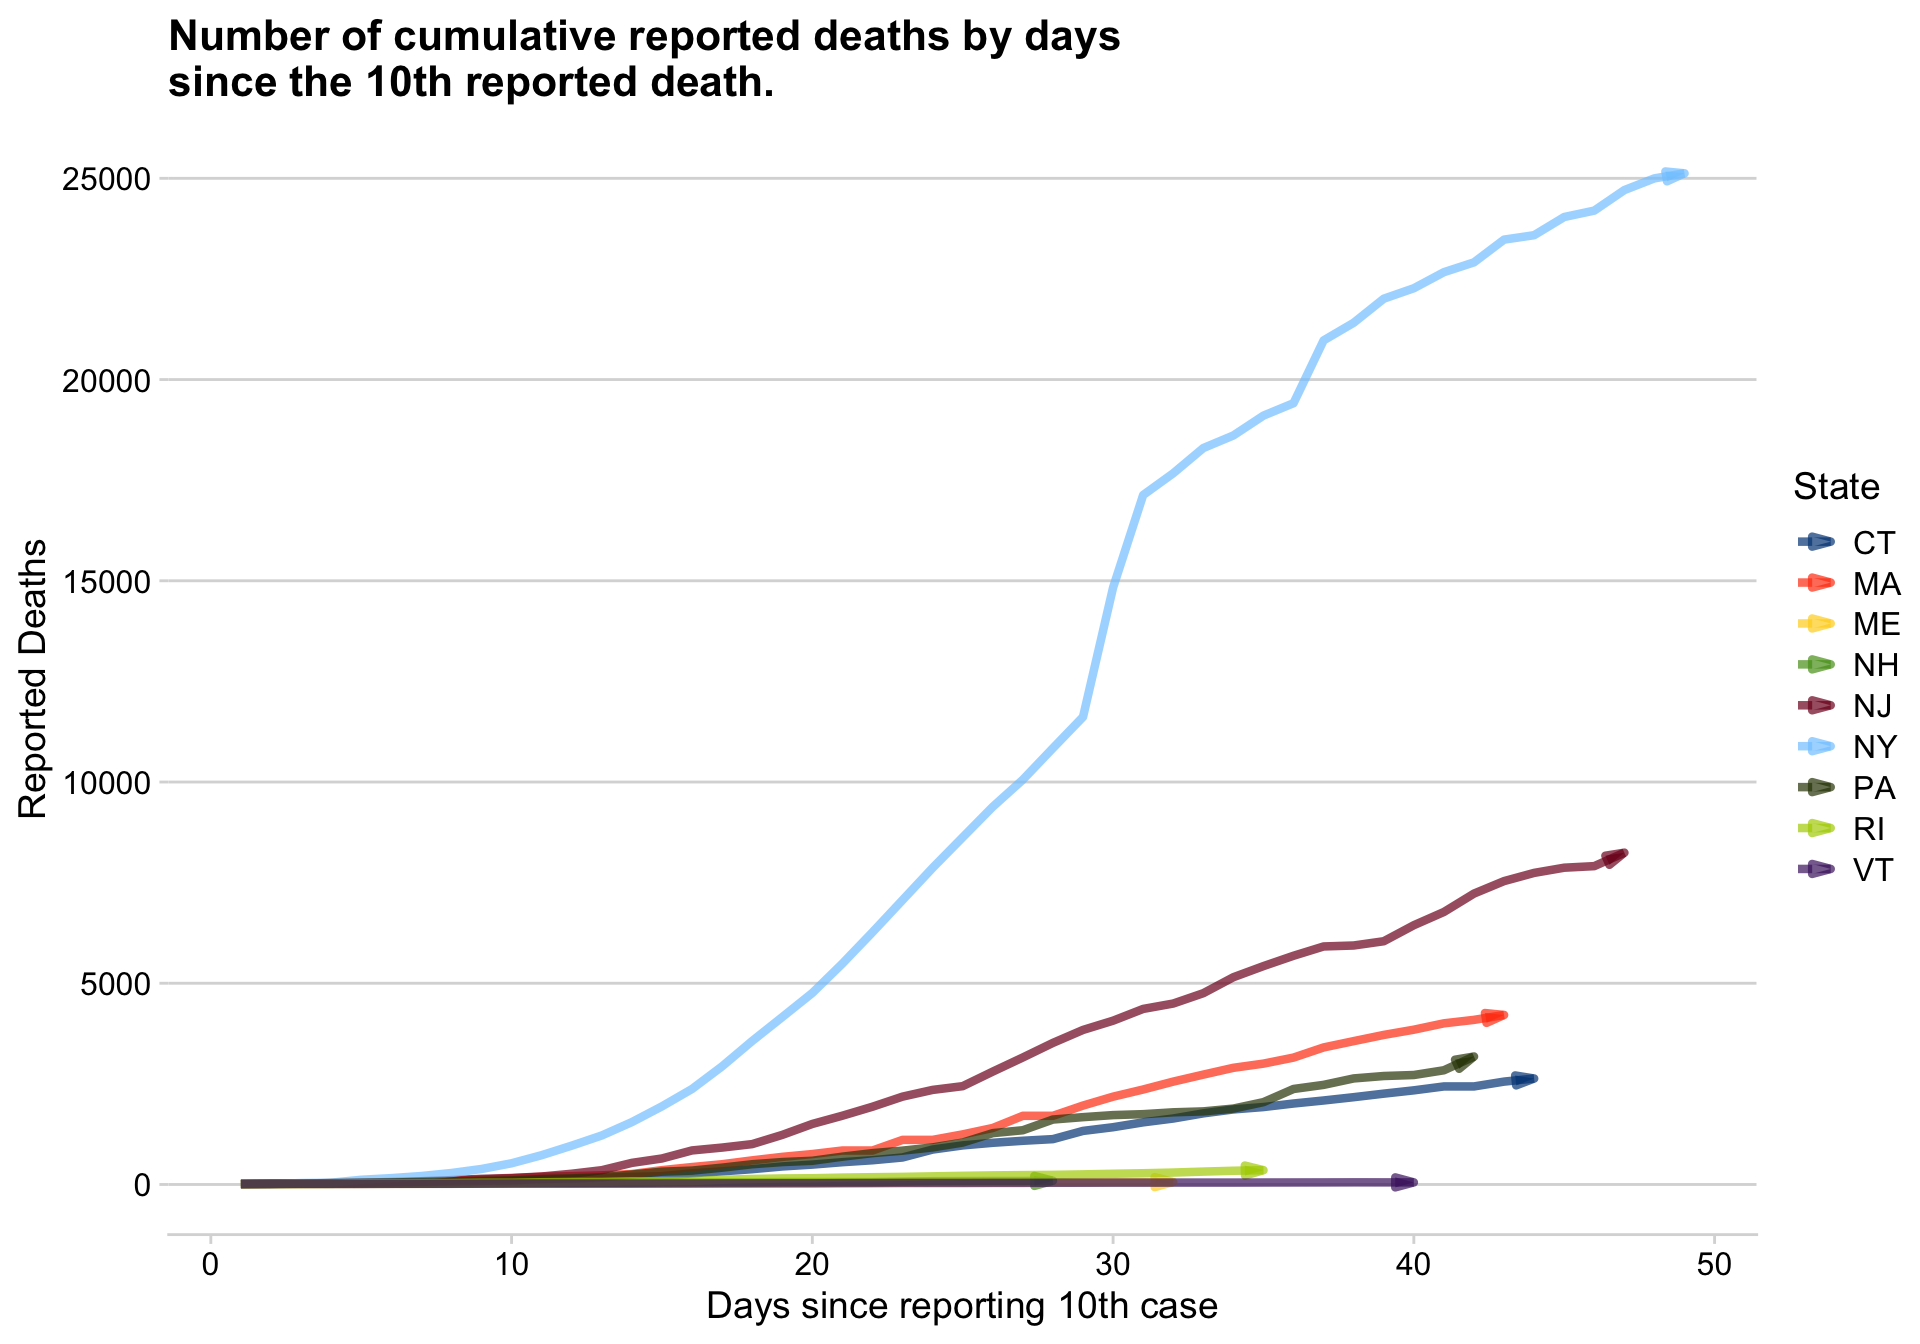 Number of cumulative reported deaths by days
since the 10th reported death.
25000
20000
15000
10000
5000
0
Reported Deaths
0 10 20 30 40 50
Days since reporting 10th case
State
CT
MA
ME
NH
NJ
NY
PA
RI
VT